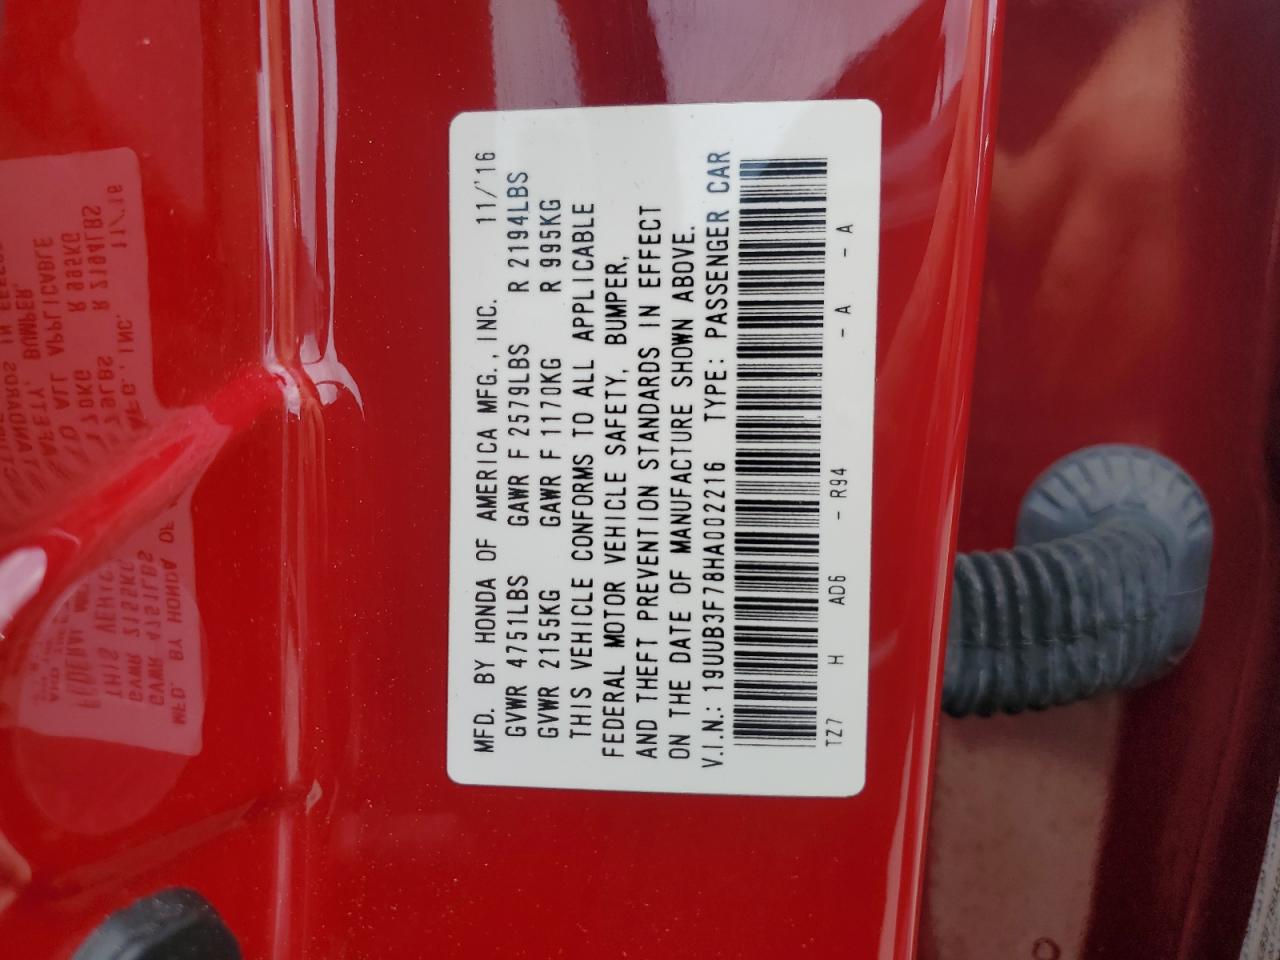 MFD. BY HONDA OF AMERICA MFG., INC. 11/'16
GVWR 4751LBS GAWR F 2579LBS R 2194LBS
GVWR 2155KG GAWR F 1170KG R 995KG
THIS VEHICLE CONFORMS TO ALL APPLICABLE
FEDERAL MOTOR VEHICLE SAFETY, BUMPER,
AND THEFT PREVENTION STANDARDS IN EFFECT
ON THE DATE OF MANUFACTURE SHOWN ABOVE.
V.I.N.: 19UUB3F78HA002216 TYPE: PASSENGER CAR
TZ7 H AD6 - R94 - A - A